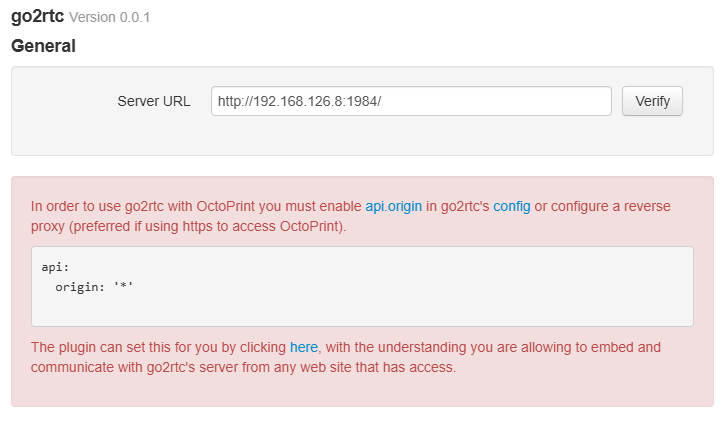 go2rtc Version 0.0.1
General
Server URL http://192.168.126.8:1984/ Verify
In order to use go2rtc with OctoPrint you must enable api.origin in go2rtc's config or configure a reverse
proxy (preferred if using https to access OctoPrint).
api:
  origin: '*'
The plugin can set this for you by clicking here, with the understanding you are allowing to embed and
communicate with go2rtc's server from any web site that has access.